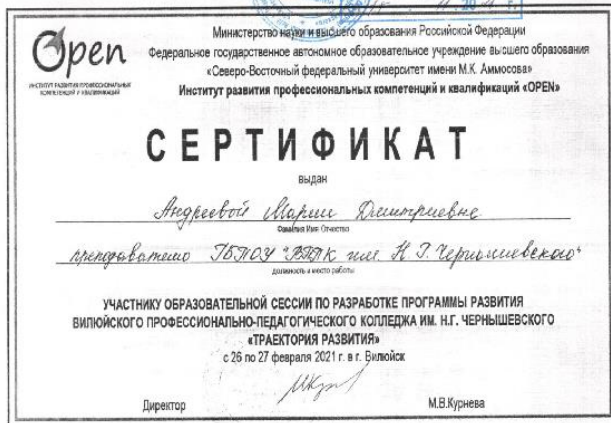 20 г.
Open
ИНСТИТУТ РАЗВИТИЯ ПРОФЕССИОНАЛЬНЫХ
КОМПЕТЕНЦИЙ И КВАЛИФИКАЦИЙ
Министерство науки и высшего образования Российской Федерации
Федеральное государственное автономное образовательное учреждение высшего образования
«Северо-Восточный федеральный университет имени М.К. Аммосова»
Институт развития профессиональных компетенций и квалификаций «OPEN»
СЕРТИФИКАТ
выдан
Андреевой Марии Дмитриевне
Фамилия Имя Отчество
преподавателю ГБПОУ им. Н.Г. Чернышевского"
должность и место работы
УЧАСТНИКУ ОБРАЗОВАТЕЛЬНОЙ СЕССИИ ПО РАЗРАБОТКЕ ПРОГРАММЫ РАЗВИТИЯ
ВИЛЮЙСКОГО ПРОФЕССИОНАЛЬНО-ПЕДАГОГИЧЕСКОГО КОЛЛЕДЖА ИМ. Н.Г. ЧЕРНЫШЕВСКОГО
«ТРАЕКТОРИЯ РАЗВИТИЯ»
с 26 по 27 февраля 2021 г. в г. Вилюйск
Директор М.В.Курнева